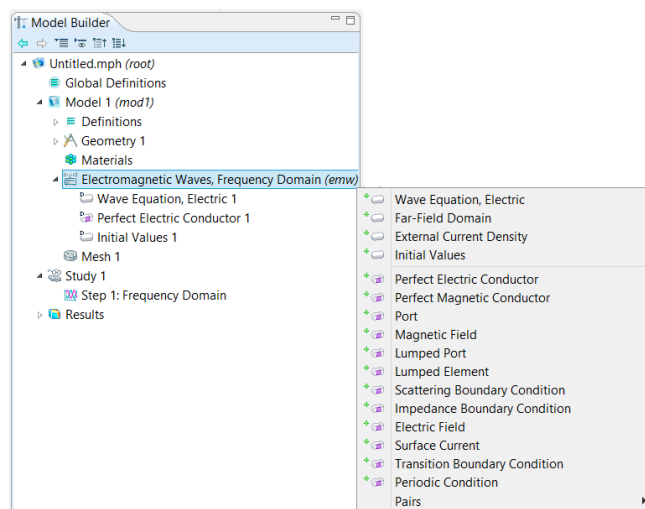 Model Builder
Untitled.mph (root)
Global Definitions
Model 1 (mod1)
Definitions
Geometry 1
Materials
Electromagnetic Waves, Frequency Domain (emw)
Wave Equation, Electric 1
Perfect Electric Conductor 1
Initial Values 1
Mesh 1
Study 1
Step 1: Frequency Domain
Results
Wave Equation, Electric
Far-Field Domain
External Current Density
Initial Values
Perfect Electric Conductor
Perfect Magnetic Conductor
Port
Magnetic Field
Lumped Port
Lumped Element
Scattering Boundary Condition
Impedance Boundary Condition
Electric Field
Surface Current
Transition Boundary Condition
Periodic Condition
Pairs